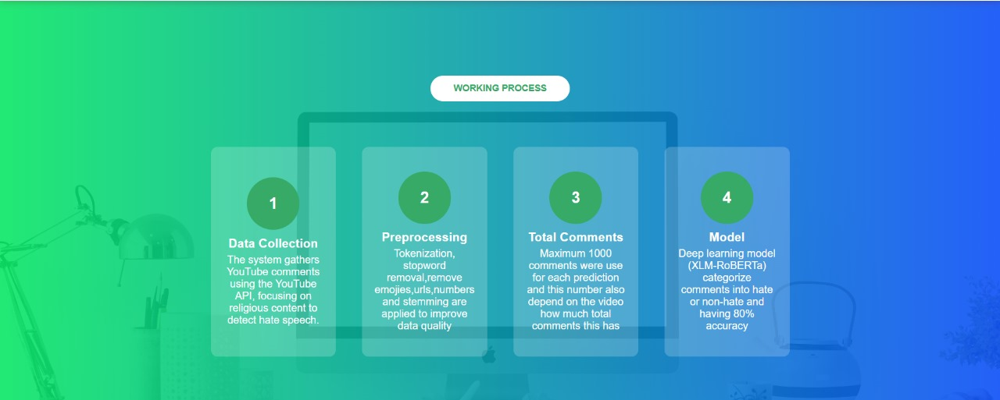 WORKING PROCESS
1
Data Collection
The system gathers
YouTube comments
using the YouTube
API, focusing on
religious content to
detect hate speech.
2
Preprocessing
Tokenization,
stopword
removal,remove
emojies,urls,numbers
and stemming are
applied to improve
data quality
3
Total Comments
Maximum 1000
comments were use
for each prediction
and this number also
depend on the video
how much total
comments this has
4
Model
Deep learning model
(XLM-RoBERTa)
categorize
comments into hate
or non-hate and
having 80%
accuracy